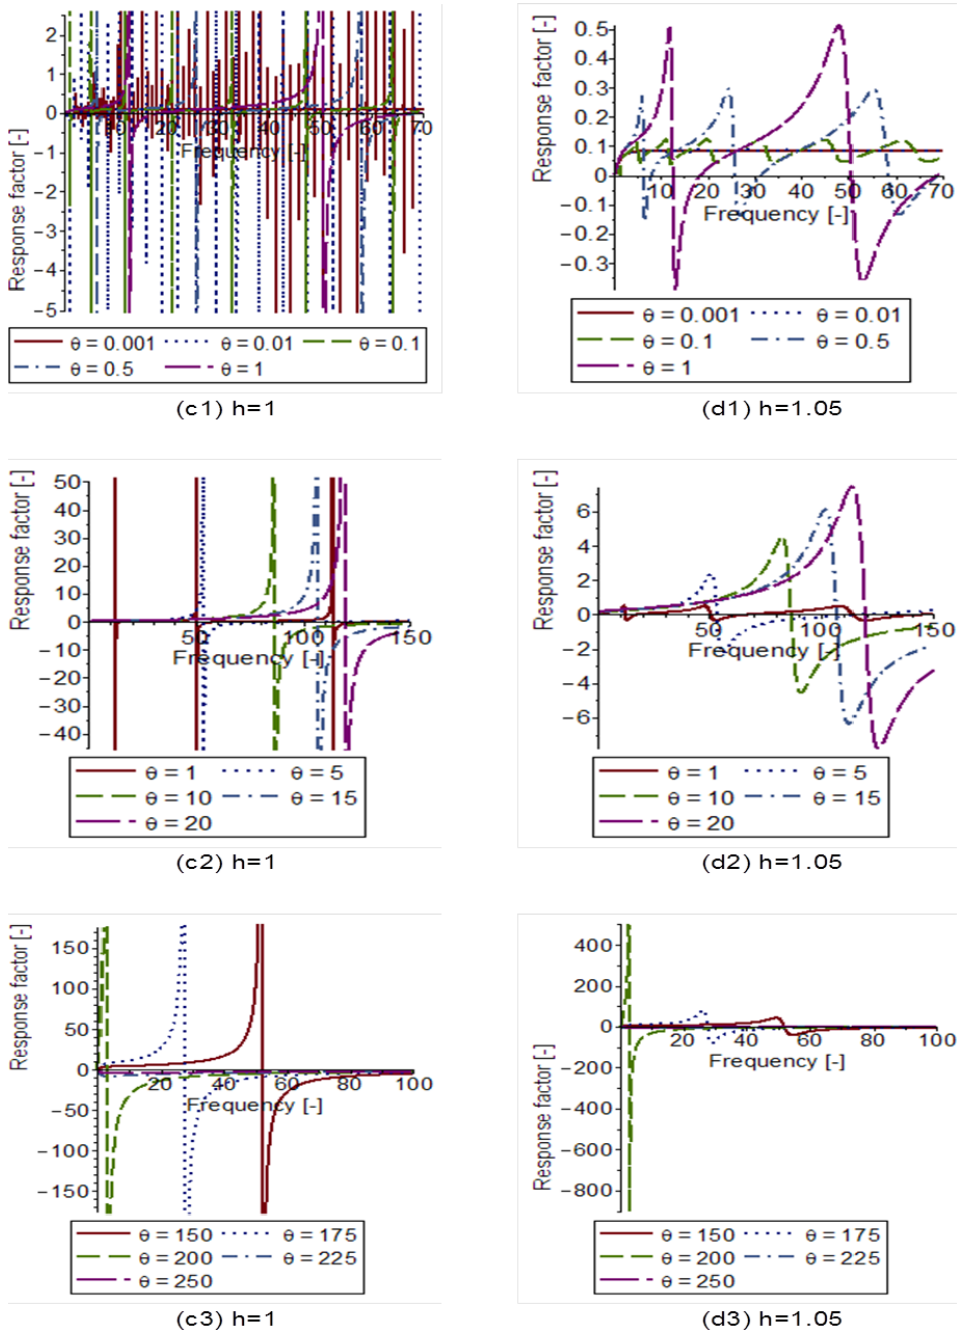 2
1
0
−1
−2
−3
−4
−5
Response factor [-]
10 20 30 40 50 60 70
Frequency [-]
θ = 0.001 θ = 0.01 θ = 0.1
θ = 0.5 θ = 1
(c1) h=1
0.5
0.4
0.3
0.2
0.1
0
−0.1
−0.2
−0.3
Response factor [-]
10 20 30 40 50 60 70
Frequency [-]
θ = 0.001 θ = 0.01
θ = 0.1 θ = 0.5
θ = 1
(d1) h=1.05
50
40
30
20
10
0
−10
−20
−30
−40
Response factor [-]
50 100 150
Frequency [-]
θ = 1 θ = 5
θ = 10 θ = 15
θ = 20
(c2) h=1
6
4
2
0
−2
−4
−6
Response factor [-]
50 100 150
Frequency [-]
θ = 1 θ = 5
θ = 10 θ = 15
θ = 20
(d2) h=1.05
150
100
50
0
−50
−100
−150
Response factor [-]
20 40 60 80 100
Frequency [-]
θ = 150 θ = 175
θ = 200 θ = 225
θ = 250
(c3) h=1
400
200
0
−200
−400
−600
−800
Response factor [-]
20 40 60 80 100
Frequency [-]
θ = 150 θ = 175
θ = 200 θ = 225
θ = 250
(d3) h=1.05